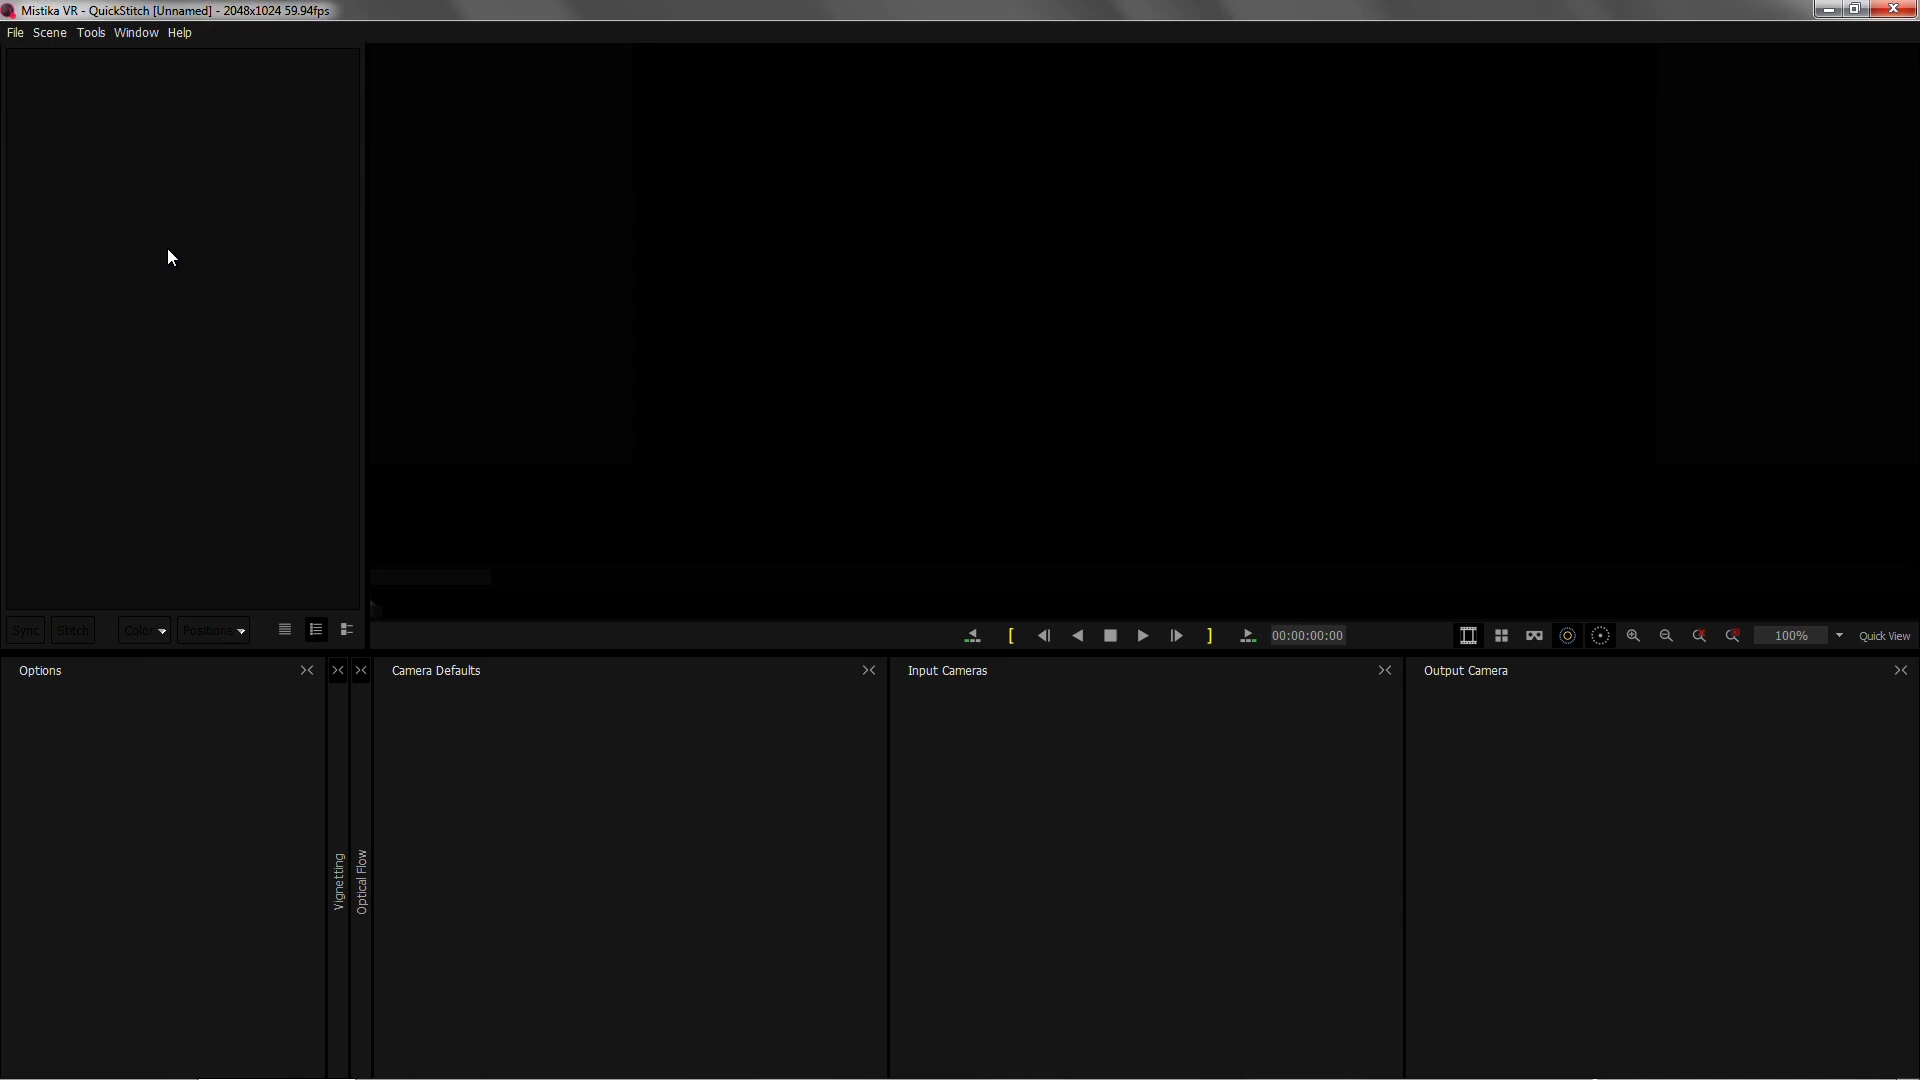 Mistika VR - QuickStitch [Unnamed] - 2048x1024 59.94fps
File Scene Tools Window Help
Sync Stitch Color Positions
00:00:00:00
100%
Quick View
Options
Camera Defaults
Input Cameras
Output Camera
Vignetting
Optical Flow